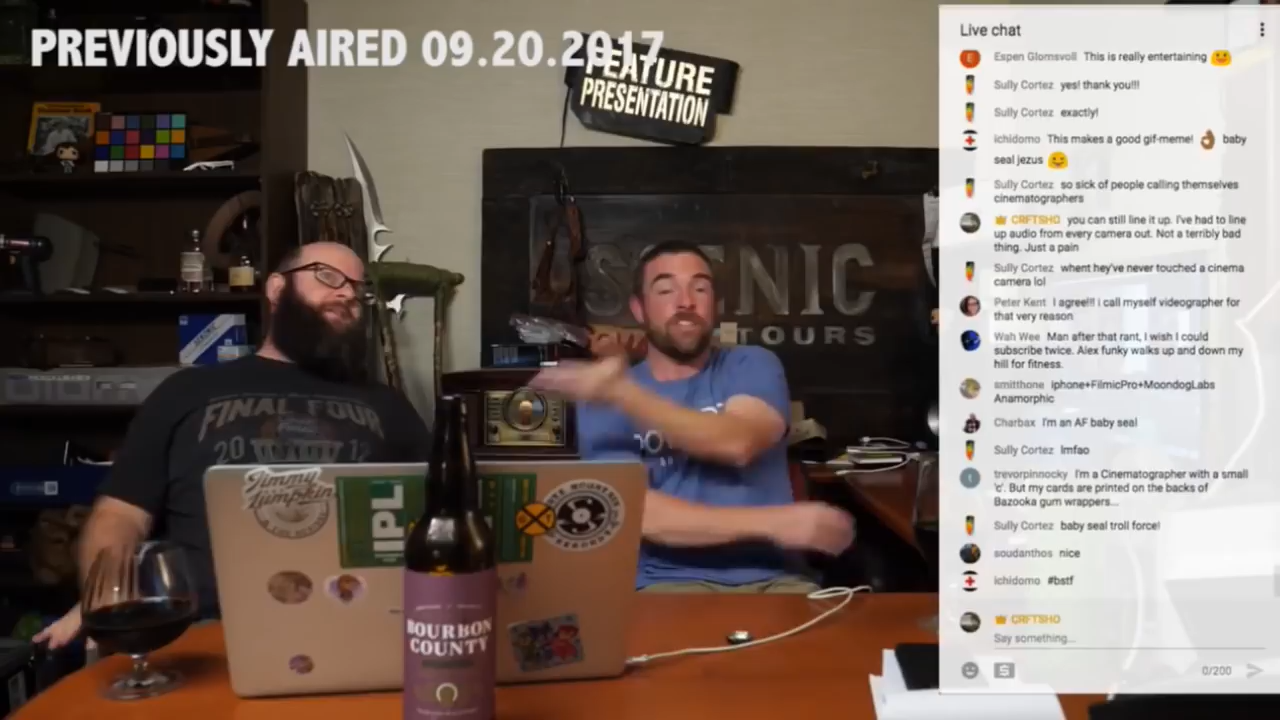 PREVIOUSLY AIRED 09.20.2017
FEATURE
PRESENTATION
SCENIC
TOURS
FINAL FOUR
201
Jimmy
Lumpkin
IIPL
BOURBON
COUNTY
Live chat
Espen Glomsvoll This is really entertaining
Sully Cortez yes! thank you!!!
Sully Cortez exactly!
ichidomo This makes a good gif-meme! 👌🏾 baby
seal jezus
Sully Cortez so sick of people calling themselves
cinematographers
CRFTSHO you can still line it up. I've had to line
up audio from every camera out. Not a terribly bad
thing. Just a pain
Sully Cortez whent hey've never touched a cinema
camera lol
Peter Kent I agree!!! i call myself videographer for
that very reason
Wah Wee Man after that rant, I wish I could
subscribe twice. Alex funky walks up and down my
hill for fitness.
smitthone iphone+FilmicPro+MoondogLabs
Anamorphic
Charbax I'm an AF baby seal
Sully Cortez lmfao
trevorpinnocky I'm a Cinematographer with a small
'c'. But my cards are printed on the backs of
Bazooka gum wrappers...
Sully Cortez baby seal troll force!
soudanthos nice
ichidomo #bstf
CRFTSHO
Say something...
0/200